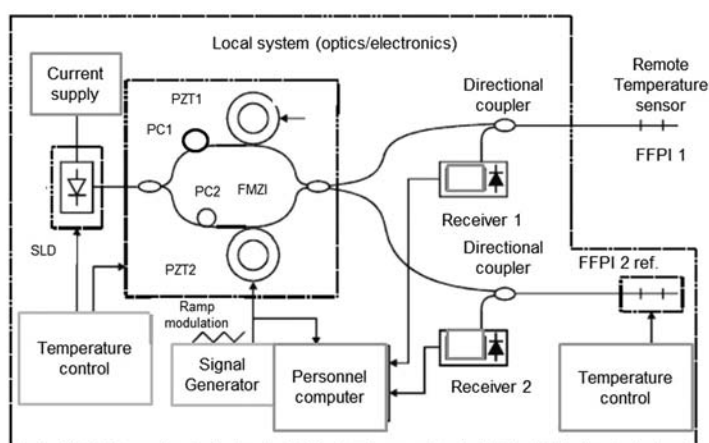 Local system (optics/electronics)
Current
supply
PZT1
PC1
Directional
coupler
Remote
Temperature
sensor
FFPI 1
PC2
FMZI
Receiver 1
SLD
PZT2
Directional
coupler
FFPI 2 ref.
Ramp
modulation
Temperature
control
Signal
Generator
Personnel
computer
Receiver 2
Temperature
control